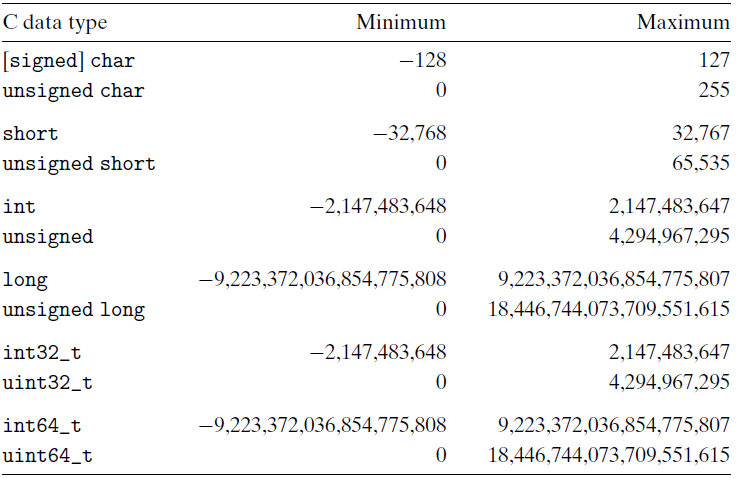 C data type Minimum Maximum
[signed] char −128 127
unsigned char 0 255
short −32,768 32,767
unsigned short 0 65,535
int −2,147,483,648 2,147,483,647
unsigned 0 4,294,967,295
long −9,223,372,036,854,775,808 9,223,372,036,854,775,807
unsigned long 0 18,446,744,073,709,551,615
int32_t −2,147,483,648 2,147,483,647
uint32_t 0 4,294,967,295
int64_t −9,223,372,036,854,775,808 9,223,372,036,854,775,807
uint64_t 0 18,446,744,073,709,551,615